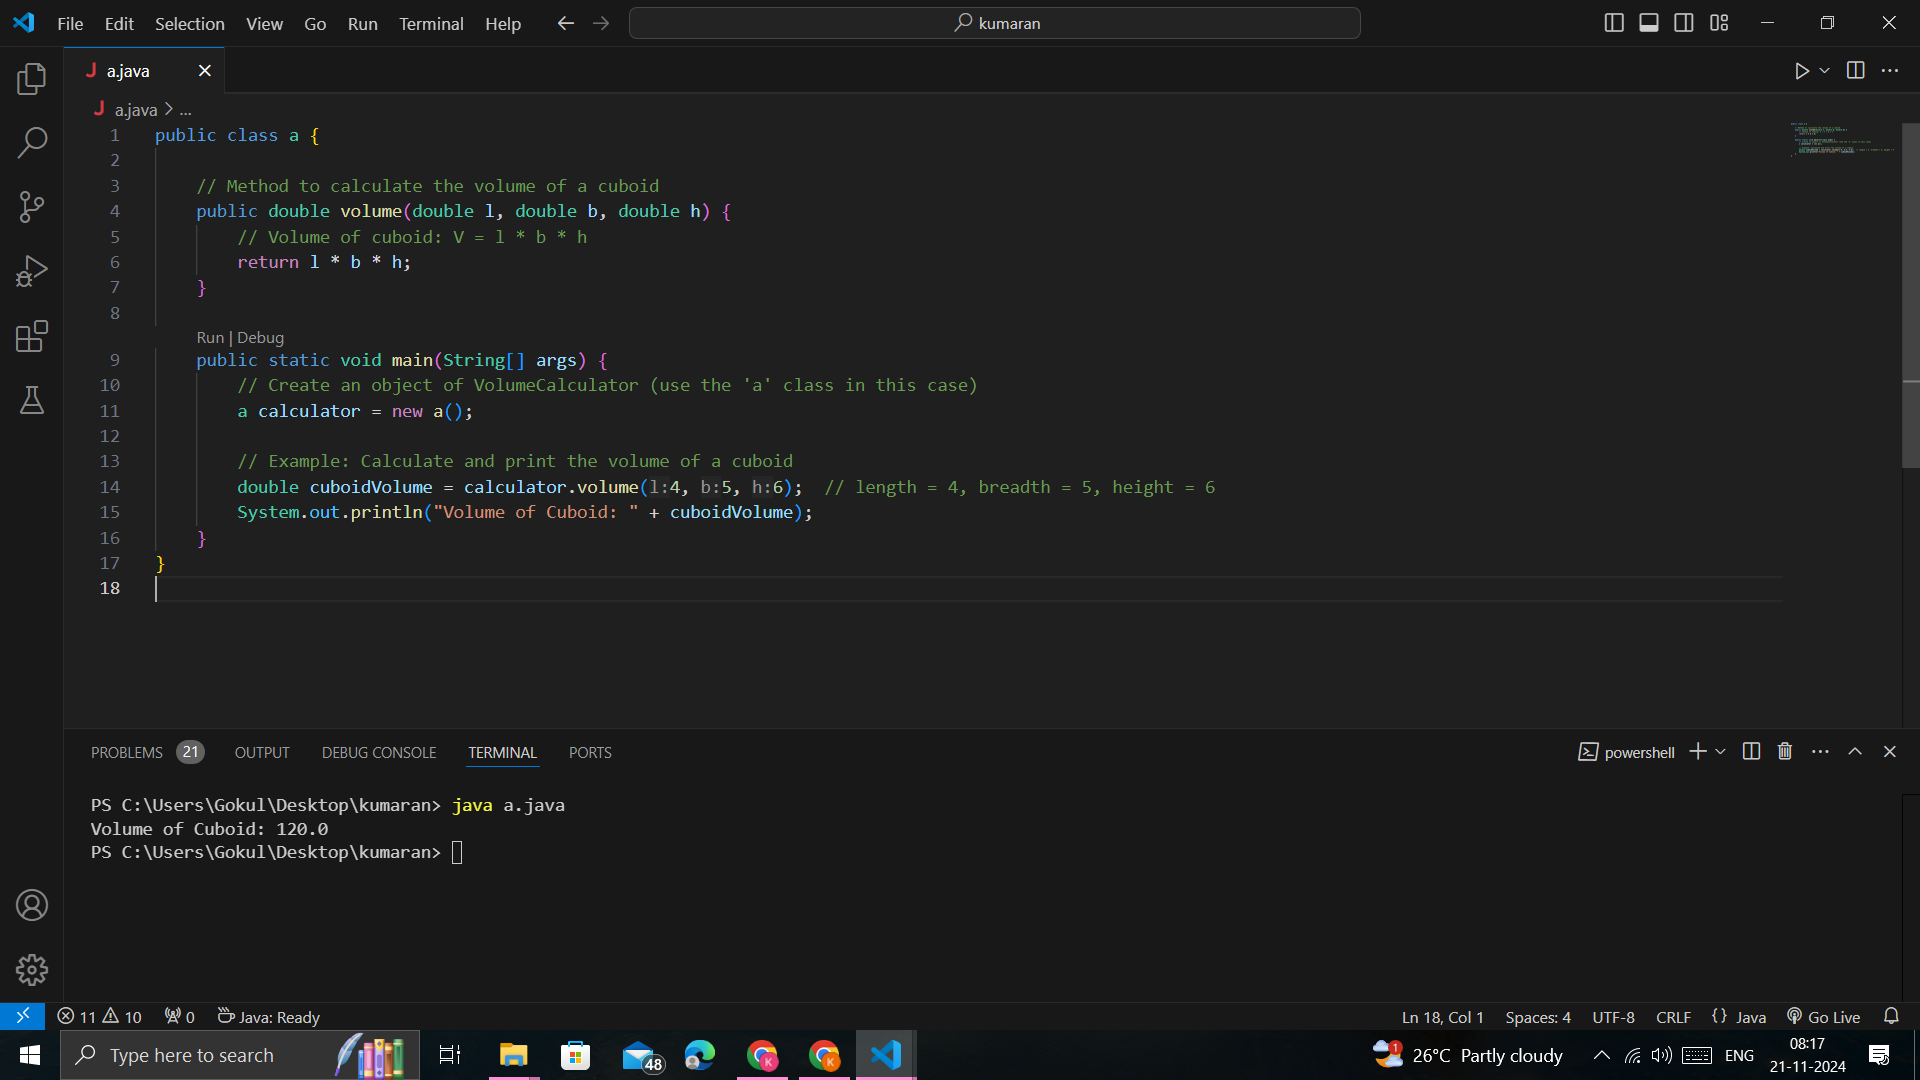 File Edit Selection View Go Run Terminal Help
kumaran
J a.java
J a.java > ...
1 public class a {
2
3 // Method to calculate the volume of a cuboid
4 public double volume(double l, double b, double h) {
5 // Volume of cuboid: V = l * b * h
6 return l * b * h;
7 }
8
Run | Debug
9 public static void main(String[] args) {
10 // Create an object of VolumeCalculator (use the 'a' class in this case)
11 a calculator = new a();
12
13 // Example: Calculate and print the volume of a cuboid
14 double cuboidVolume = calculator.volume(l:4, b:5, h:6);  // length = 4, breadth = 5, height = 6
15 System.out.println("Volume of Cuboid: " + cuboidVolume);
16 }
17 }
18
PROBLEMS 21 OUTPUT DEBUG CONSOLE TERMINAL PORTS
powershell
PS C:\Users\Gokul\Desktop\kumaran> java a.java
Volume of Cuboid: 120.0
PS C:\Users\Gokul\Desktop\kumaran>
11 10 0 Java: Ready
Ln 18, Col 1 Spaces: 4 UTF-8 CRLF {} Java Go Live
Type here to search
48
K
K
1
26°C Partly cloudy
ENG
08:17
21-11-2024